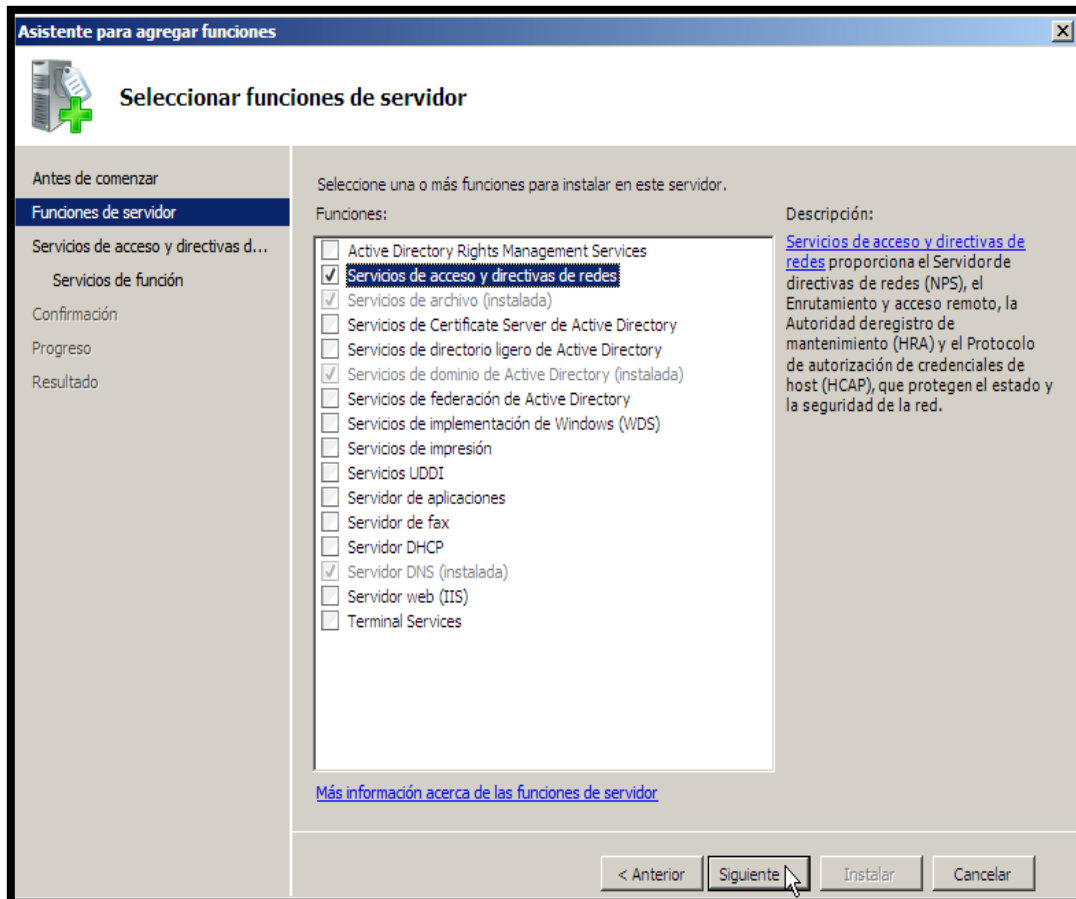 Asistente para agregar funciones
Seleccionar funciones de servidor
Antes de comenzar
Funciones de servidor
Servicios de acceso y directivas d...
Servicios de función
Confirmación
Progreso
Resultado
Seleccione una o más funciones para instalar en este servidor.
Funciones:
Active Directory Rights Management Services
Servicios de acceso y directivas de redes
Servicios de archivo (instalada)
Servicios de Certificate Server de Active Directory
Servicios de directorio ligero de Active Directory
Servicios de dominio de Active Directory (instalada)
Servicios de federación de Active Directory
Servicios de implementación de Windows (WDS)
Servicios de impresión
Servicios UDDI
Servidor de aplicaciones
Servidor de fax
Servidor DHCP
Servidor DNS (instalada)
Servidor web (IIS)
Terminal Services
Más información acerca de las funciones de servidor
Descripción:
Servicios de acceso y directivas de
redes proporciona el Servidor de
directivas de redes (NPS), el
Enrutamiento y acceso remoto, la
Autoridad de registro de
mantenimiento (HRA) y el Protocolo
de autorización de credenciales de
host (HCAP), que protegen el estado y
la seguridad de la red.
< Anterior
Siguiente
Instalar
Cancelar